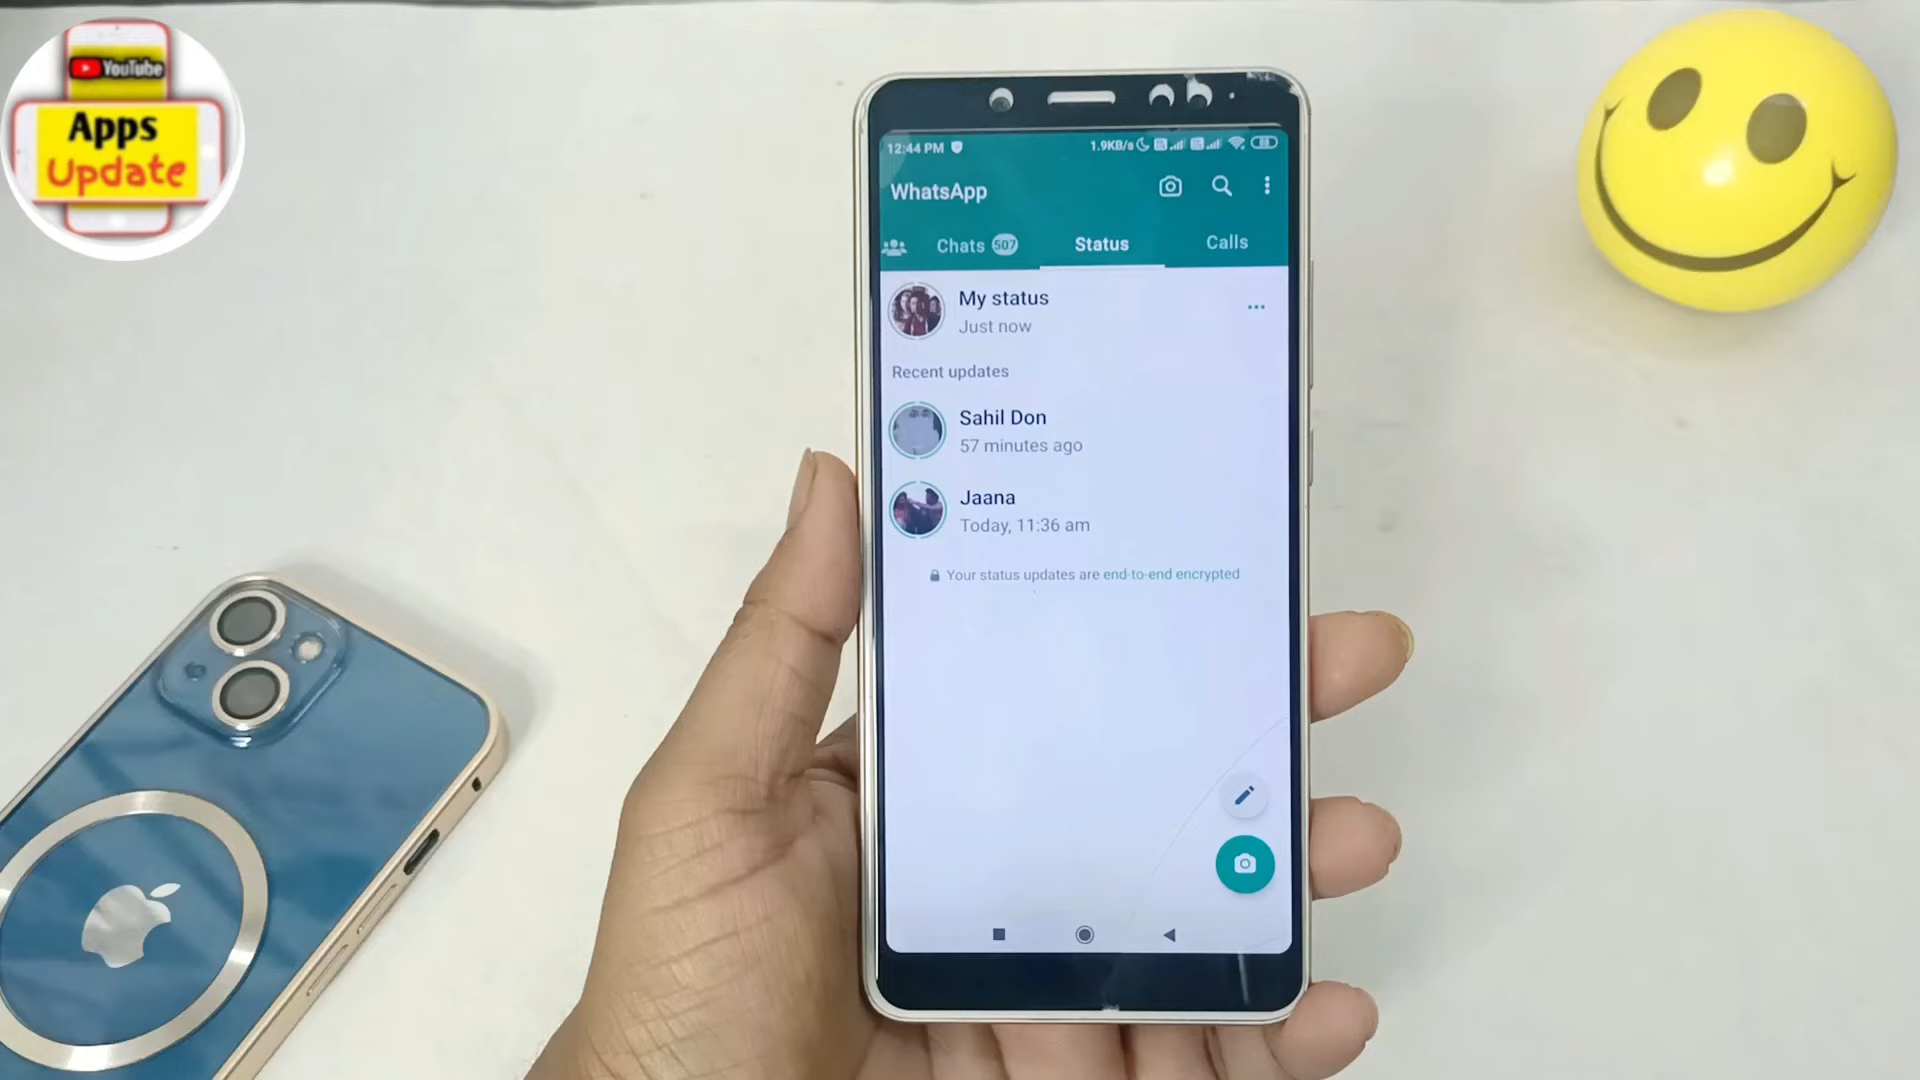 YouTube
Apps
Update
12:44 PM
1.9KB/s
WhatsApp
Chats 507
Status
Calls
My status
Just now
Recent updates
Sahil Don
57 minutes ago
Jaana
Today, 11:36 am
Your status updates are end-to-end encrypted